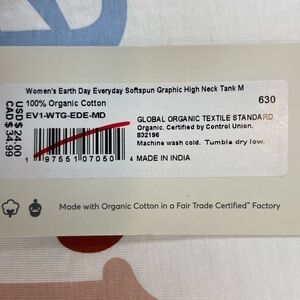 Women's Earth Day Everyday Softspun Graphic High Neck Tank M
100% Organic Cotton
630
EV1-WTG-EDE-MD
GLOBAL ORGANIC TEXTILE STANDARD
Organic. Certified by Control Union.
832196
Machine wash cold. Tumble dry low.
1 97551 07050 4
MADE IN INDIA
USD $ 24.00
CAD $ 34.99
Made with Organic Cotton in a Fair Trade Certified™ Factory